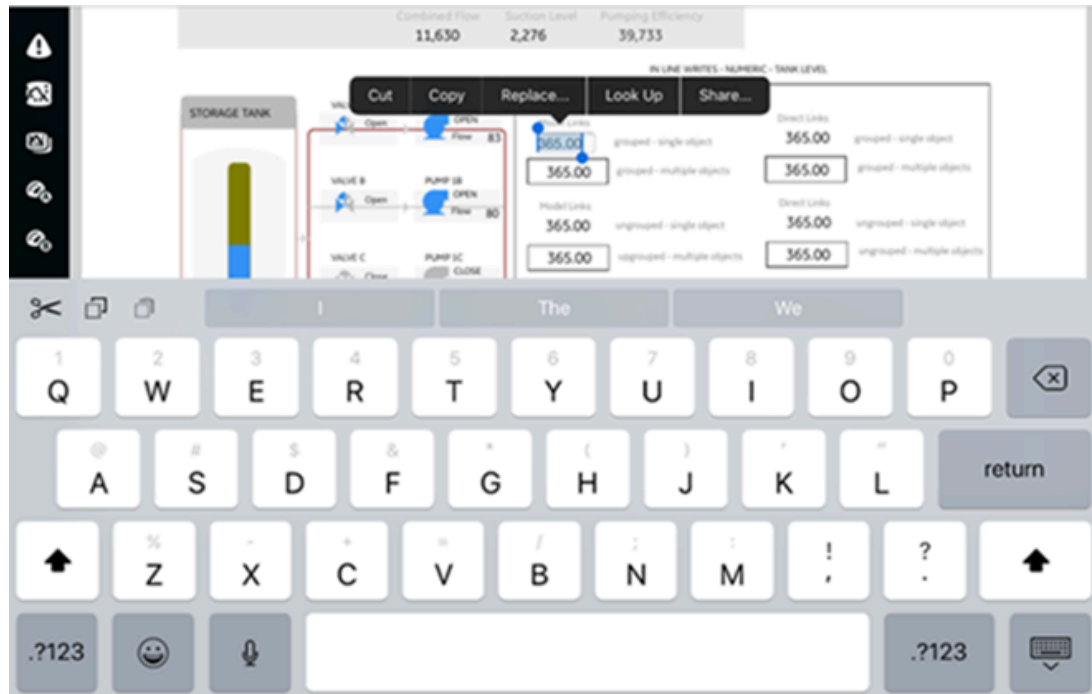 Combined Flow Suction Level Pumping Efficiency
11,630 2,276 39,733
IN LINE WRITES - NUMERIC - TANK LEVEL
Cut Copy Replace... Look Up Share...
STORAGE TANK
Open OPEN
Flow 83
Links
365.00 grouped - single object
365.00 grouped - multiple objects
Direct Links
365.00 grouped - single object
365.00 grouped - multiple objects
VALVE B PUMP 1B
Open OPEN
Flow 80
Model Links
365.00 ungrouped - single object
365.00 upgrouped - multiple objects
Direct Links
365.00 ungrouped - single object
365.00 ungrouped - multiple objects
VALVE C PUMP 1C
Close CLOSE
I The We
1 2 3 4 5 6 7 8 9 0
Q W E R T Y U I O P
@ # $ & * ( ) ' "
A S D F G H J K L return
% - + = / ; : ! ?
Z X C V B N M , .
.?123 .?123